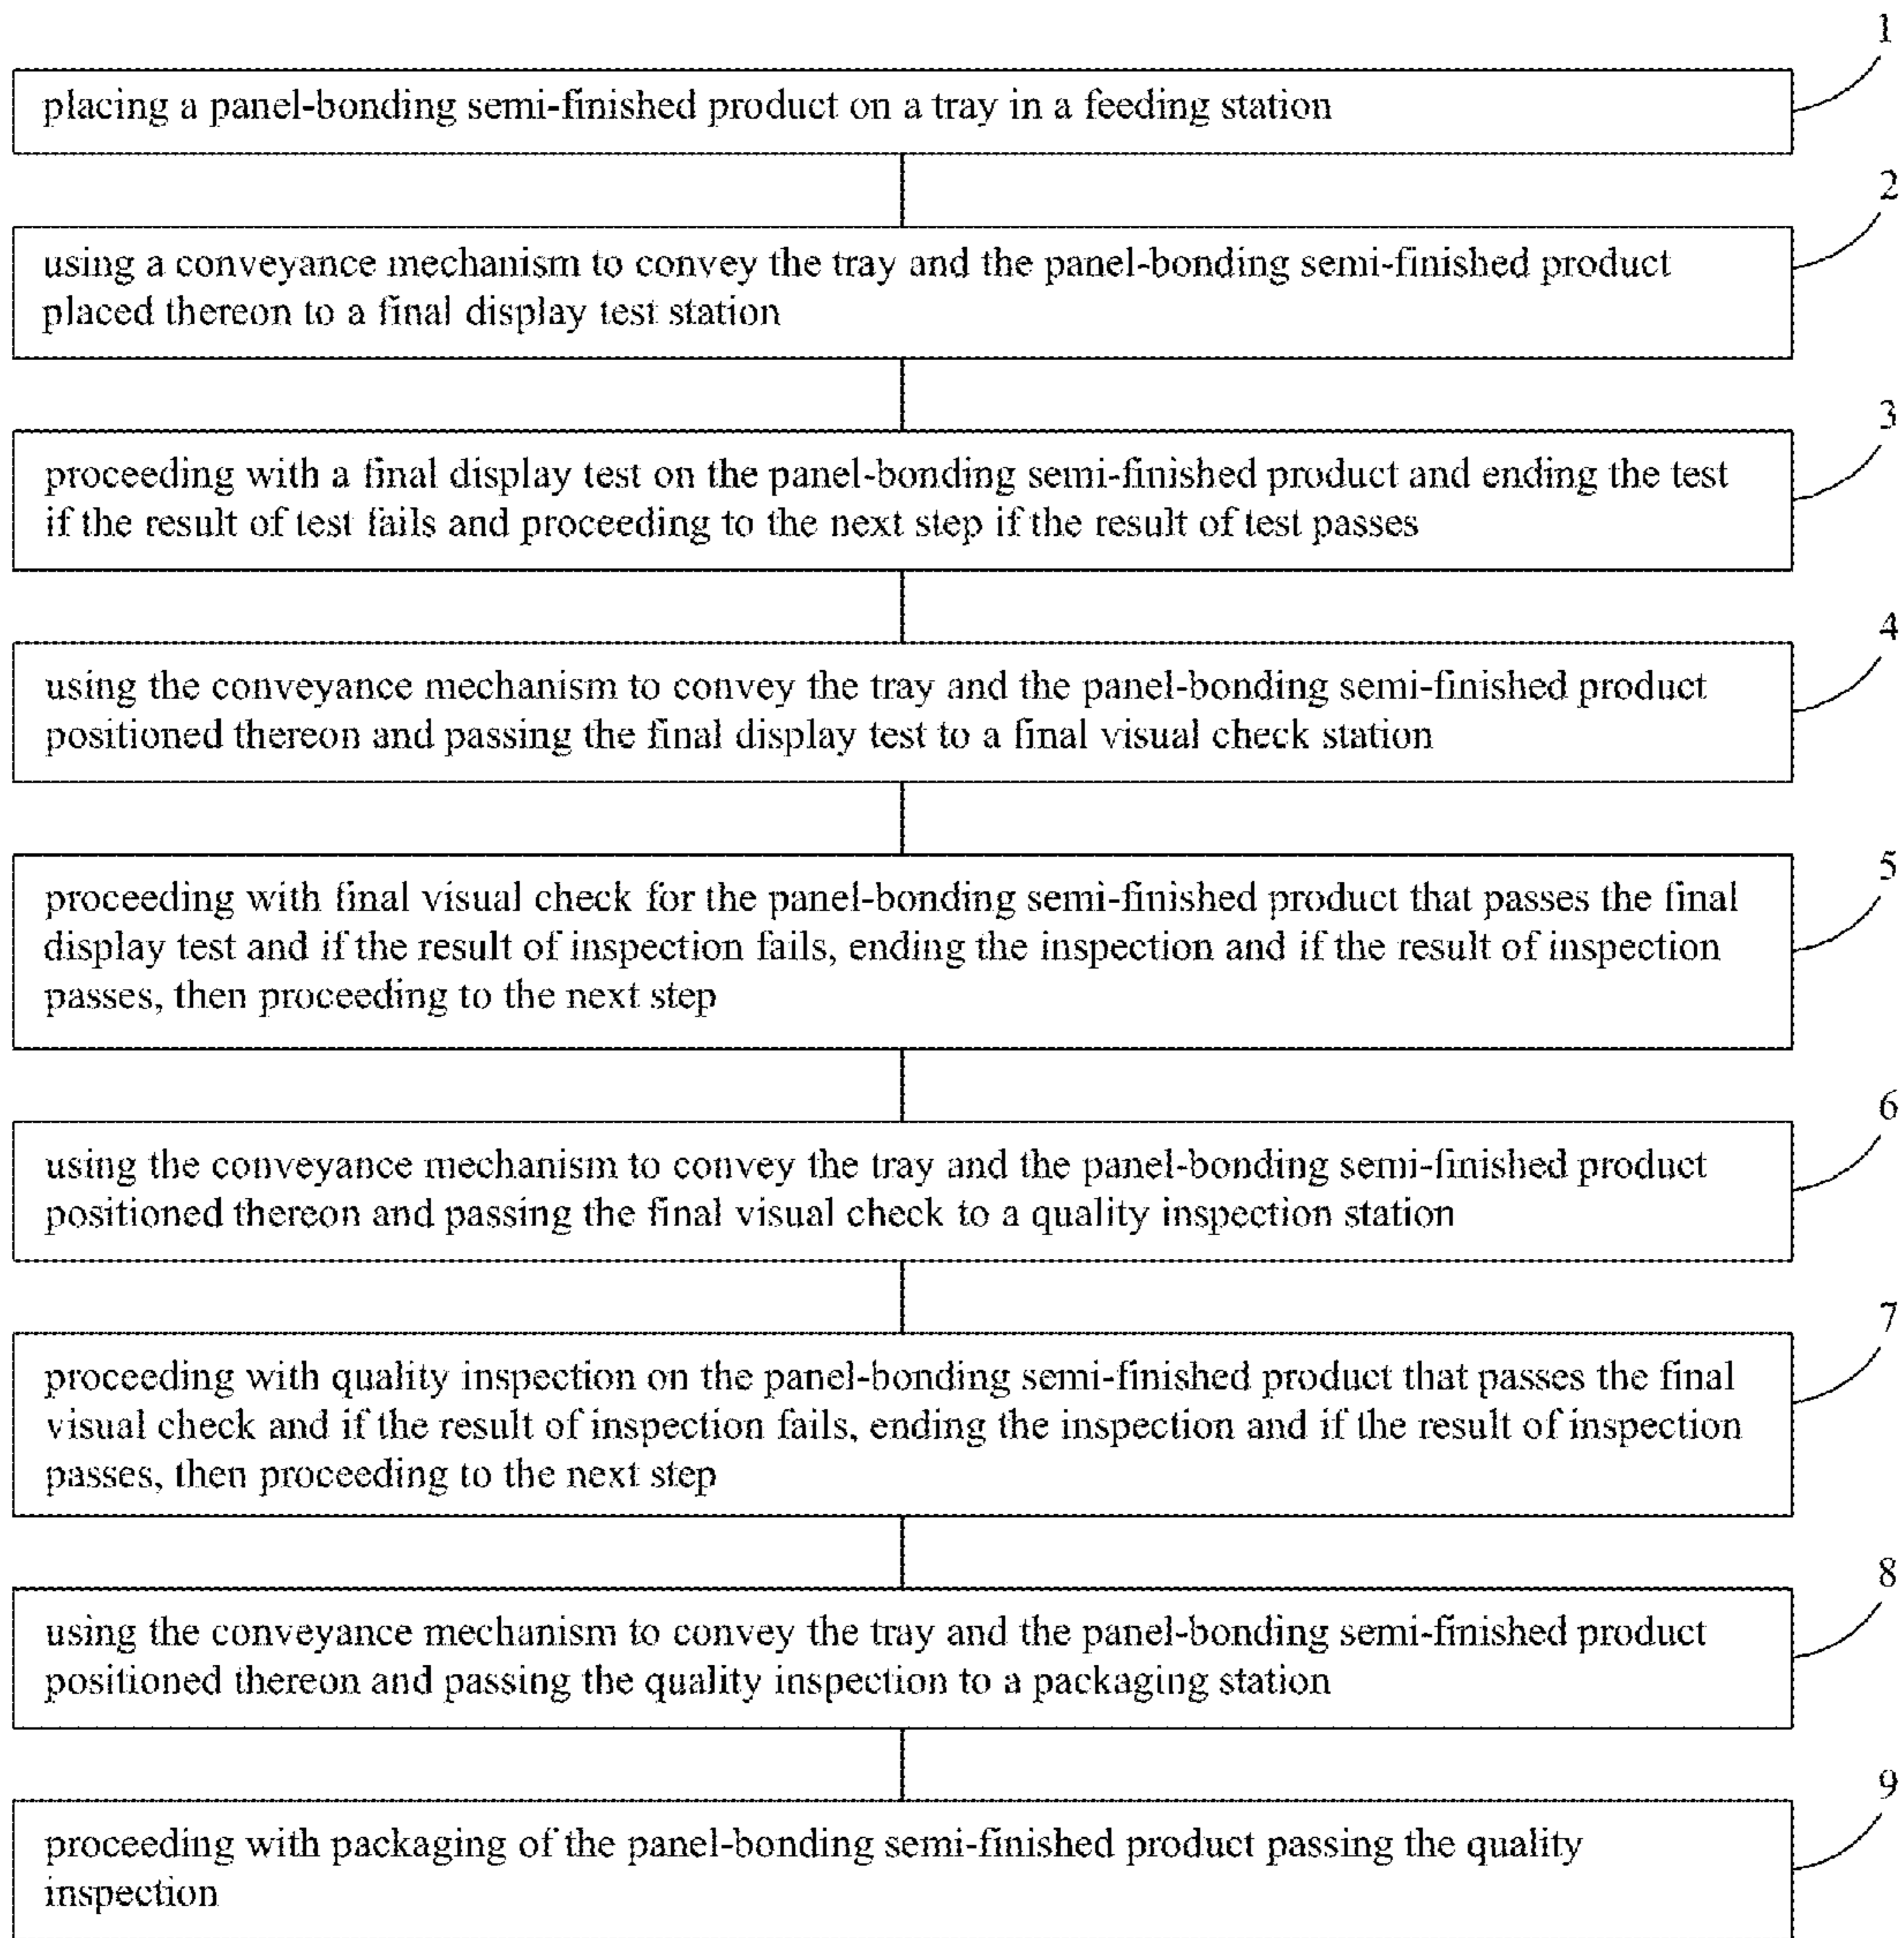 1
placing a panel-bonding semi-finished product on a tray in a feeding station
2
using a conveyance mechanism to convey the tray and the panel-bonding semi-finished product
placed thereon to a final display test station
3
proceeding with a final display test on the panel-bonding semi-finished product and ending the test
if the result of test fails and proceeding to the next step if the result of test passes
4
using the conveyance mechanism to convey the tray and the panel-bonding semi-finished product
positioned thereon and passing the final display test to a final visual check station
5
proceeding with final visual check for the panel-bonding semi-finished product that passes the final
display test and if the result of inspection fails, ending the inspection and if the result of inspection
passes, then proceeding to the next step
6
using the conveyance mechanism to convey the tray and the panel-bonding semi-finished product
positioned thereon and passing the final visual check to a quality inspection station
7
proceeding with quality inspection on the panel-bonding semi-finished product that passes the final
visual check and if the result of inspection fails, ending the inspection and if the result of inspection
passes, then proceeding to the next step
8
using the conveyance mechanism to convey the tray and the panel-bonding semi-finished product
positioned thereon and passing the quality inspection to a packaging station
9
proceeding with packaging of the panel-bonding semi-finished product passing the quality
inspection